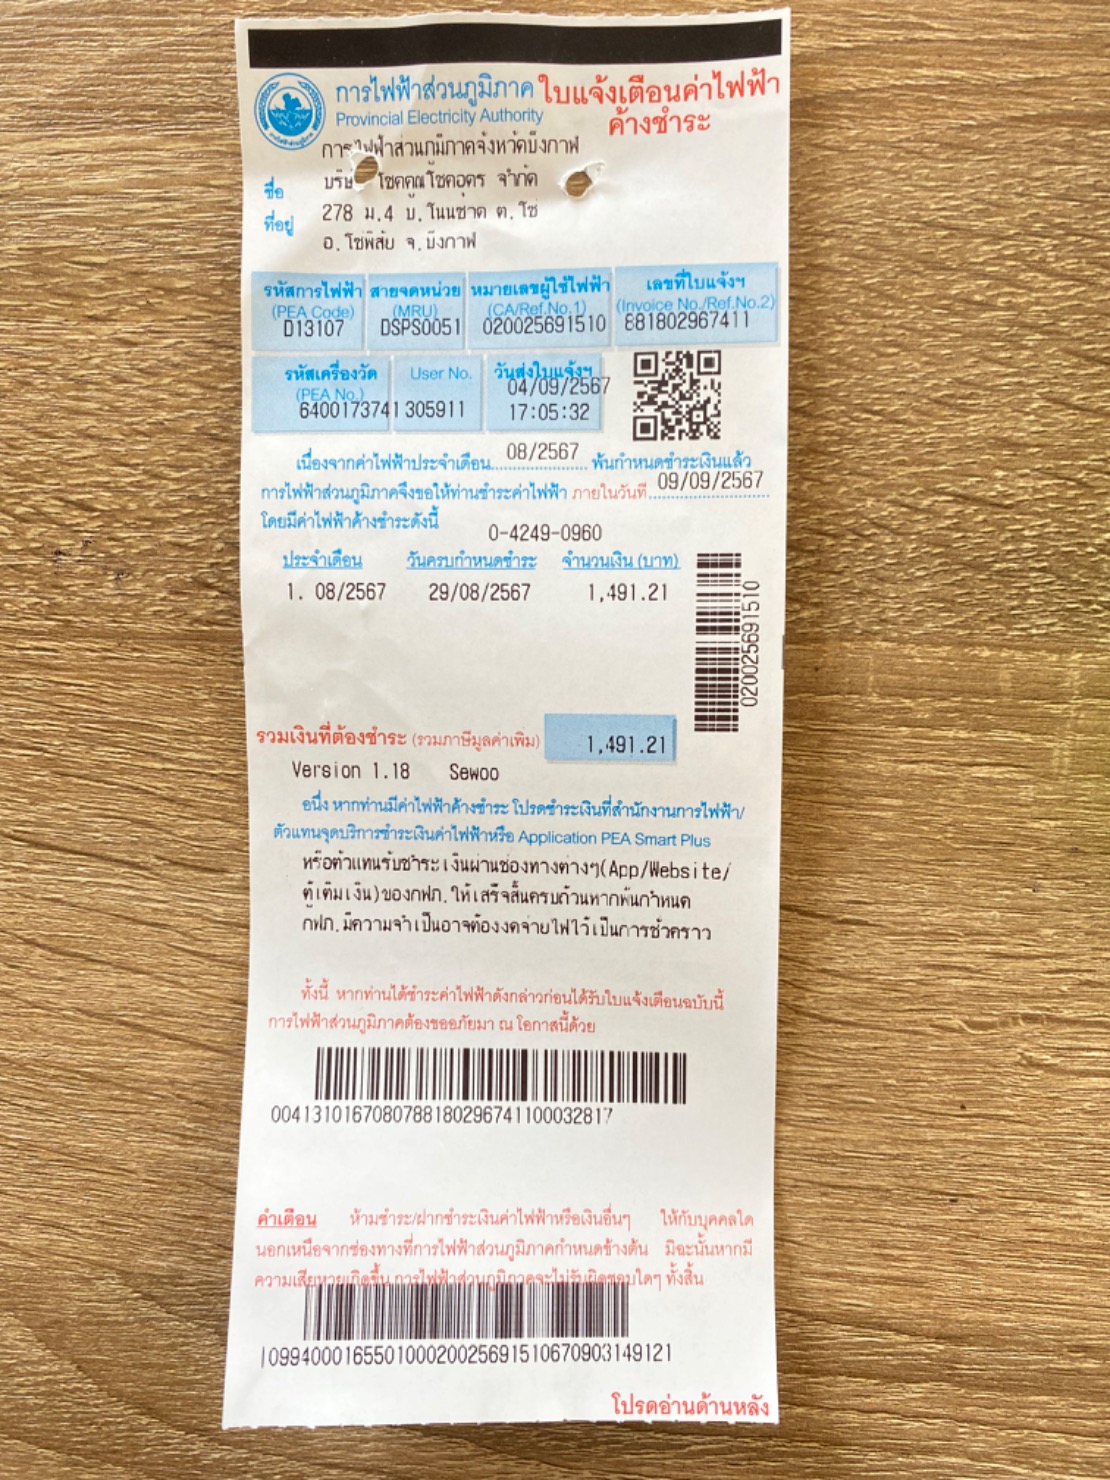 การไฟฟ้าส่วนภูมิภาค ใบแจ้งเตือนค่าไฟฟ้า
Provincial Electricity Authority ค้างชำระ
การไฟฟ้าส่วนภูมิภาคจังหวัดบึงกาฬ
ชื่อ บริษ โชคคูณโชคอุดร จำกัด
ที่อยู่ 278 ม.4 บ.โนนชาด ต.โซ่
อ.โซ่พิสัย จ.บึงกาฬ
รหัสการไฟฟ้า สายจดหน่วย หมายเลขผู้ใช้ไฟฟ้า เลขที่ใบแจ้งฯ
(PEA Code) (MRU) (CA/Ref.No.1) (Invoice No./Ref.No.2)
D13107 DSPS0051 020025691510 881802967411
รหัสเครื่องวัด User No. วันส่งใบแจ้งฯ
(PEA No.) 04/09/2567
6400173741 305911 17:05:32
เนื่องจากค่าไฟฟ้าประจำเดือน 08/2567 พ้นกำหนดชำระเงินแล้ว
การไฟฟ้าส่วนภูมิภาคจึงขอให้ท่านชำระค่าไฟฟ้า ภายในวันที่ 09/09/2567
โดยมีค่าไฟฟ้าค้างชำระดังนี้ 0-4249-0960
ประจำเดือน วันครบกำหนดชำระ จำนวนเงิน (บาท)
1. 08/2567 29/08/2567 1,491.21
020025691510
รวมเงินที่ต้องชำระ (รวมภาษีมูลค่าเพิ่ม) 1,491.21
Version 1.18 Sewoo
อนึ่ง หากท่านมีค่าไฟฟ้าค้างชำระ โปรดชำระเงินที่สำนักงานการไฟฟ้า/
ตัวแทนจุดบริการชำระเงินค่าไฟฟ้าหรือ Application PEA Smart Plus
หรือตัวแทนรับชำระเงินผ่านช่องทางต่างๆ(App/Website/
ตู้เติมเงิน)ของกฟภ.ให้เสร็จสิ้นครบถ้วนหากพ้นกำหนด
กฟภ.มีความจำเป็นอาจต้องงดจ่ายไฟไว้เป็นการชั่วคราว
ทั้งนี้ หากท่านได้ชำระค่าไฟฟ้าดังกล่าวก่อนได้รับใบแจ้งเตือนฉบับนี้
การไฟฟ้าส่วนภูมิภาคต้องขออภัยมา ณ โอกาสนี้ด้วย
0041310167080788180296741100032817
คำเตือน ห้ามชำระ/ฝากชำระเงินค่าไฟฟ้าหรือเงินอื่นๆ ให้กับบุคคลใด
นอกเหนือจากช่องทางที่การไฟฟ้าส่วนภูมิภาคกำหนดข้างต้น มิฉะนั้นหากมี
ความเสียหายเกิดขึ้น การไฟฟ้าส่วนภูมิภาคจะไม่รับผิดชอบใดๆ ทั้งสิ้น
|099400016550100020025691510670903149121
โปรดอ่านด้านหลัง